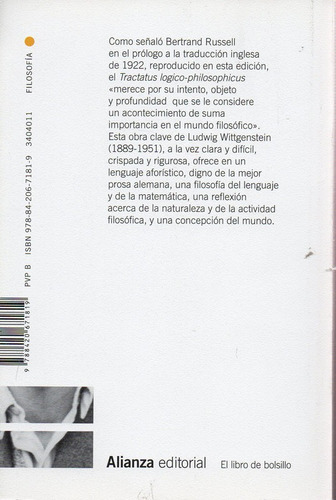 Como señaló Bertrand Russell
en el prólogo a la traducción inglesa
de 1922, reproducido en esta edición,
el Tractatus logico-philosophicus
«merece por su intento, objeto
y profundidad que se le considere
un acontecimiento de suma
importancia en el mundo filosófico».
Esta obra clave de Ludwig Wittgenstein
(1889-1951), a la vez clara y difícil,
crispada y rigurosa, ofrece en un
lenguaje aforístico, digno de la mejor
prosa alemana, una filosofía del lenguaje
y de la matemática, una reflexión
acerca de la naturaleza y de la actividad
filosófica, y una concepción del mundo.
PVP B ISBN 978-84-206-7181-9 3404011 FILOSOFÍA
9 788420 671819
Alianza editorial El libro de bolsillo